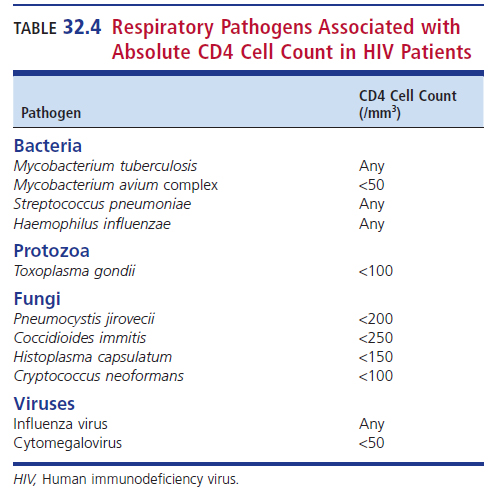 TABLE 32.4 Respiratory Pathogens Associated with
Absolute CD4 Cell Count in HIV Patients
Pathogen CD4 Cell Count
(/mm³)
Bacteria
Mycobacterium tuberculosis Any
Mycobacterium avium complex <50
Streptococcus pneumoniae Any
Haemophilus influenzae Any
Protozoa
Toxoplasma gondii <100
Fungi
Pneumocystis jirovecii <200
Coccidioides immitis <250
Histoplasma capsulatum <150
Cryptococcus neoformans <100
Viruses
Influenza virus Any
Cytomegalovirus <50
HIV, Human immunodeficiency virus.